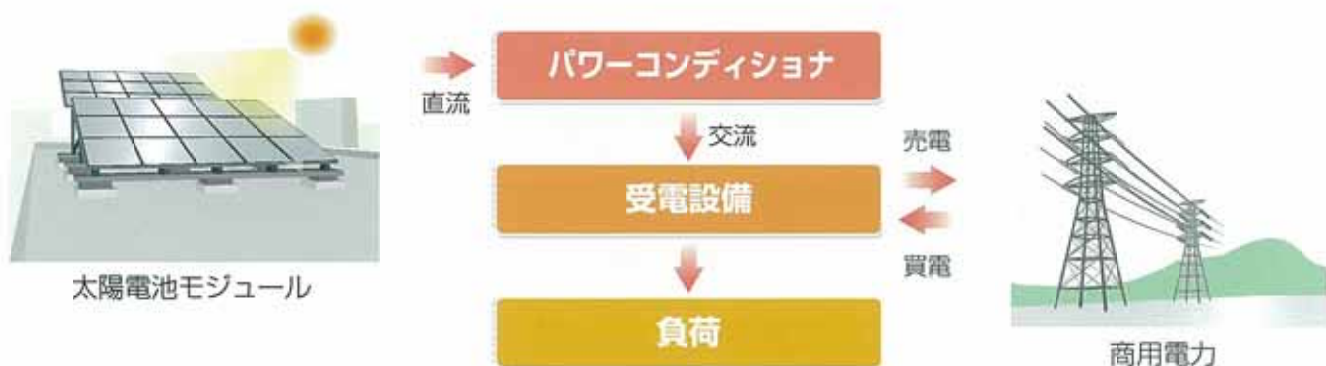 パワーコンディショナ
直流
交流
売電
受電設備
買電
太陽電池モジュール
負荷
商用電力